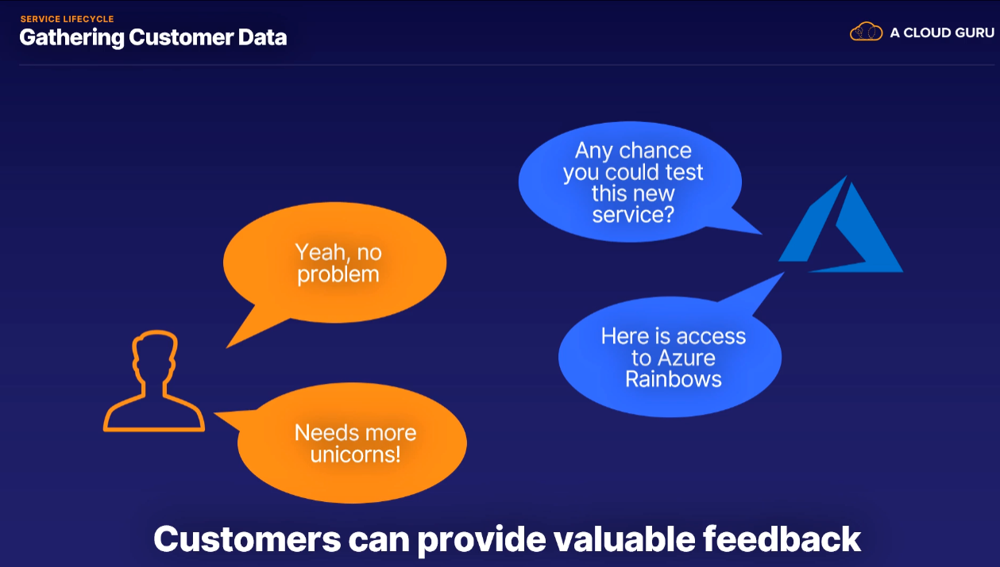 SERVICE LIFECYCLE
Gathering Customer Data
A CLOUD GURU
Any chance
you could test
this new
service?
Yeah, no
problem
Here is access
to Azure
Rainbows
Needs more
unicorns!
Customers can provide valuable feedback